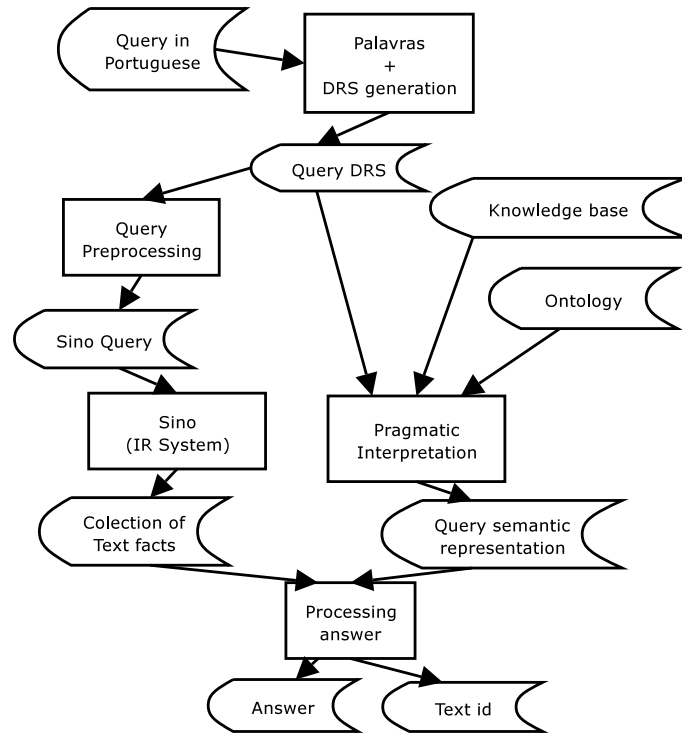 Query in
Portuguese
Palavras
+
DRS generation
Query DRS
Knowledge base
Query
Preprocessing
Ontology
Sino Query
Sino
(IR System)
Pragmatic
Interpretation
Colection of
Text facts
Query semantic
representation
Processing
answer
Answer
Text id